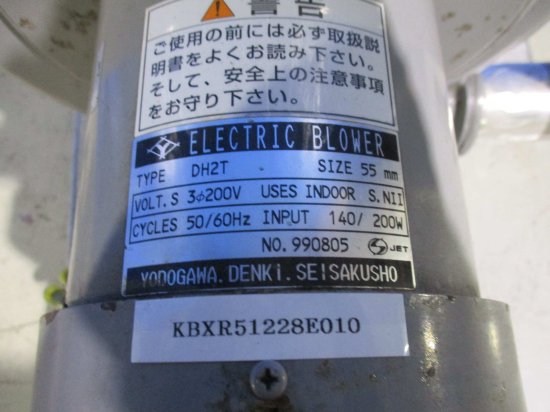 警告
ご使用の前には必ず取扱説
明書をよくお読み下さい。
そして、安全上の注意事項
をお守り下さい。
ELECTRIC BLOWER
TYPE DH2T SIZE 55 mm
VOLT.S 3φ200V USES INDOOR S.NII
CYCLES 50/60Hz INPUT 140/200W
NO. 990805 JET
YODOGAWA.DENKi.SEISAKUSHO
KBXR51228E010